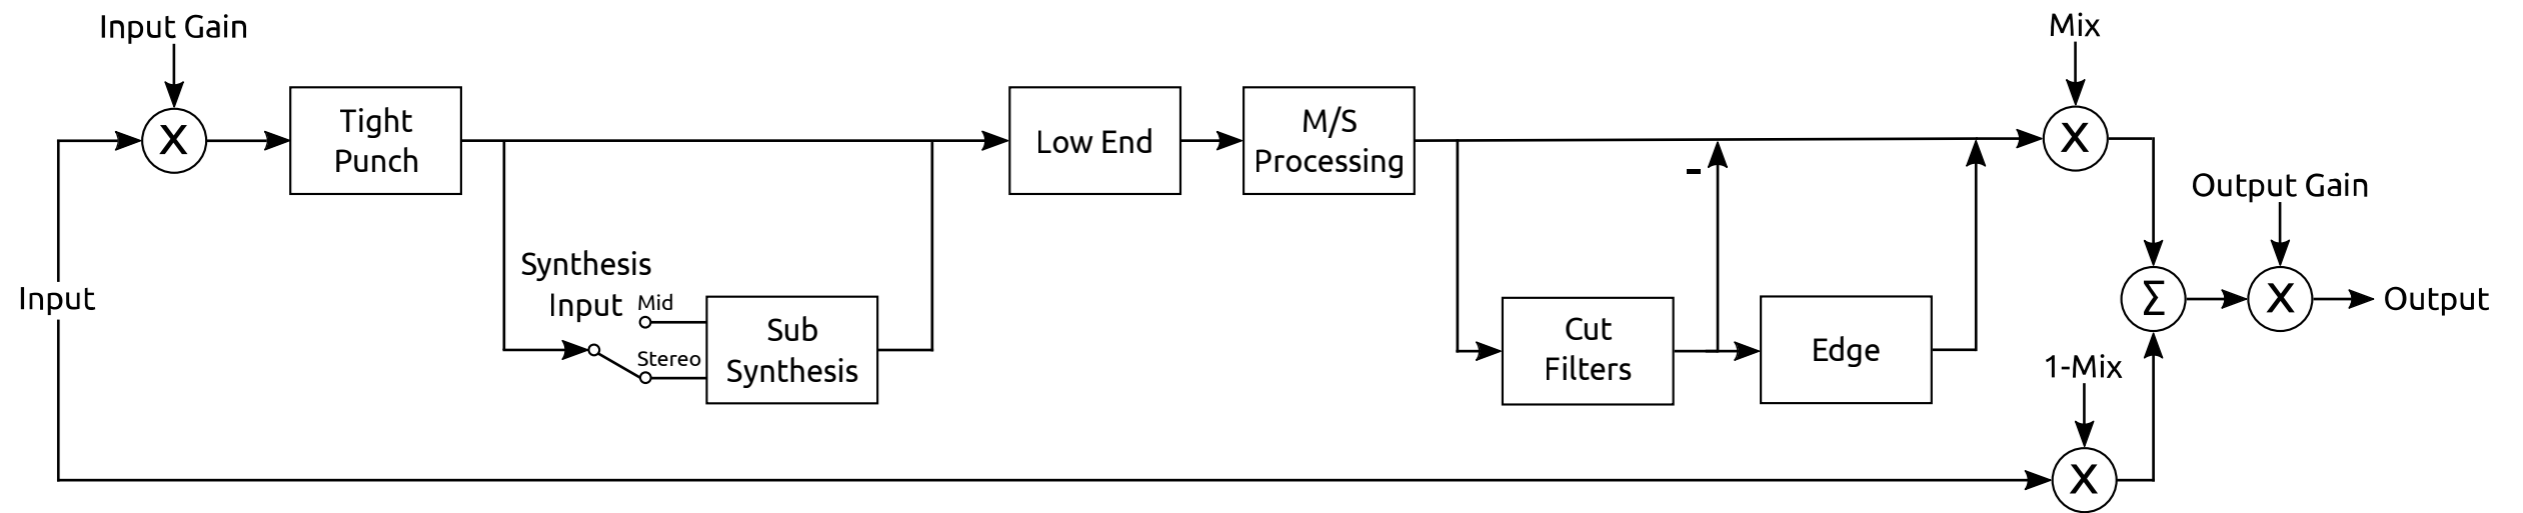 Input Gain
X
Tight
Punch
Synthesis
Input
Mid
Stereo
Sub
Synthesis
Low End
M/S
Processing
-
Cut
Filters
Edge
Mix
X
Output Gain
Input
Σ
X
Output
1-Mix
X